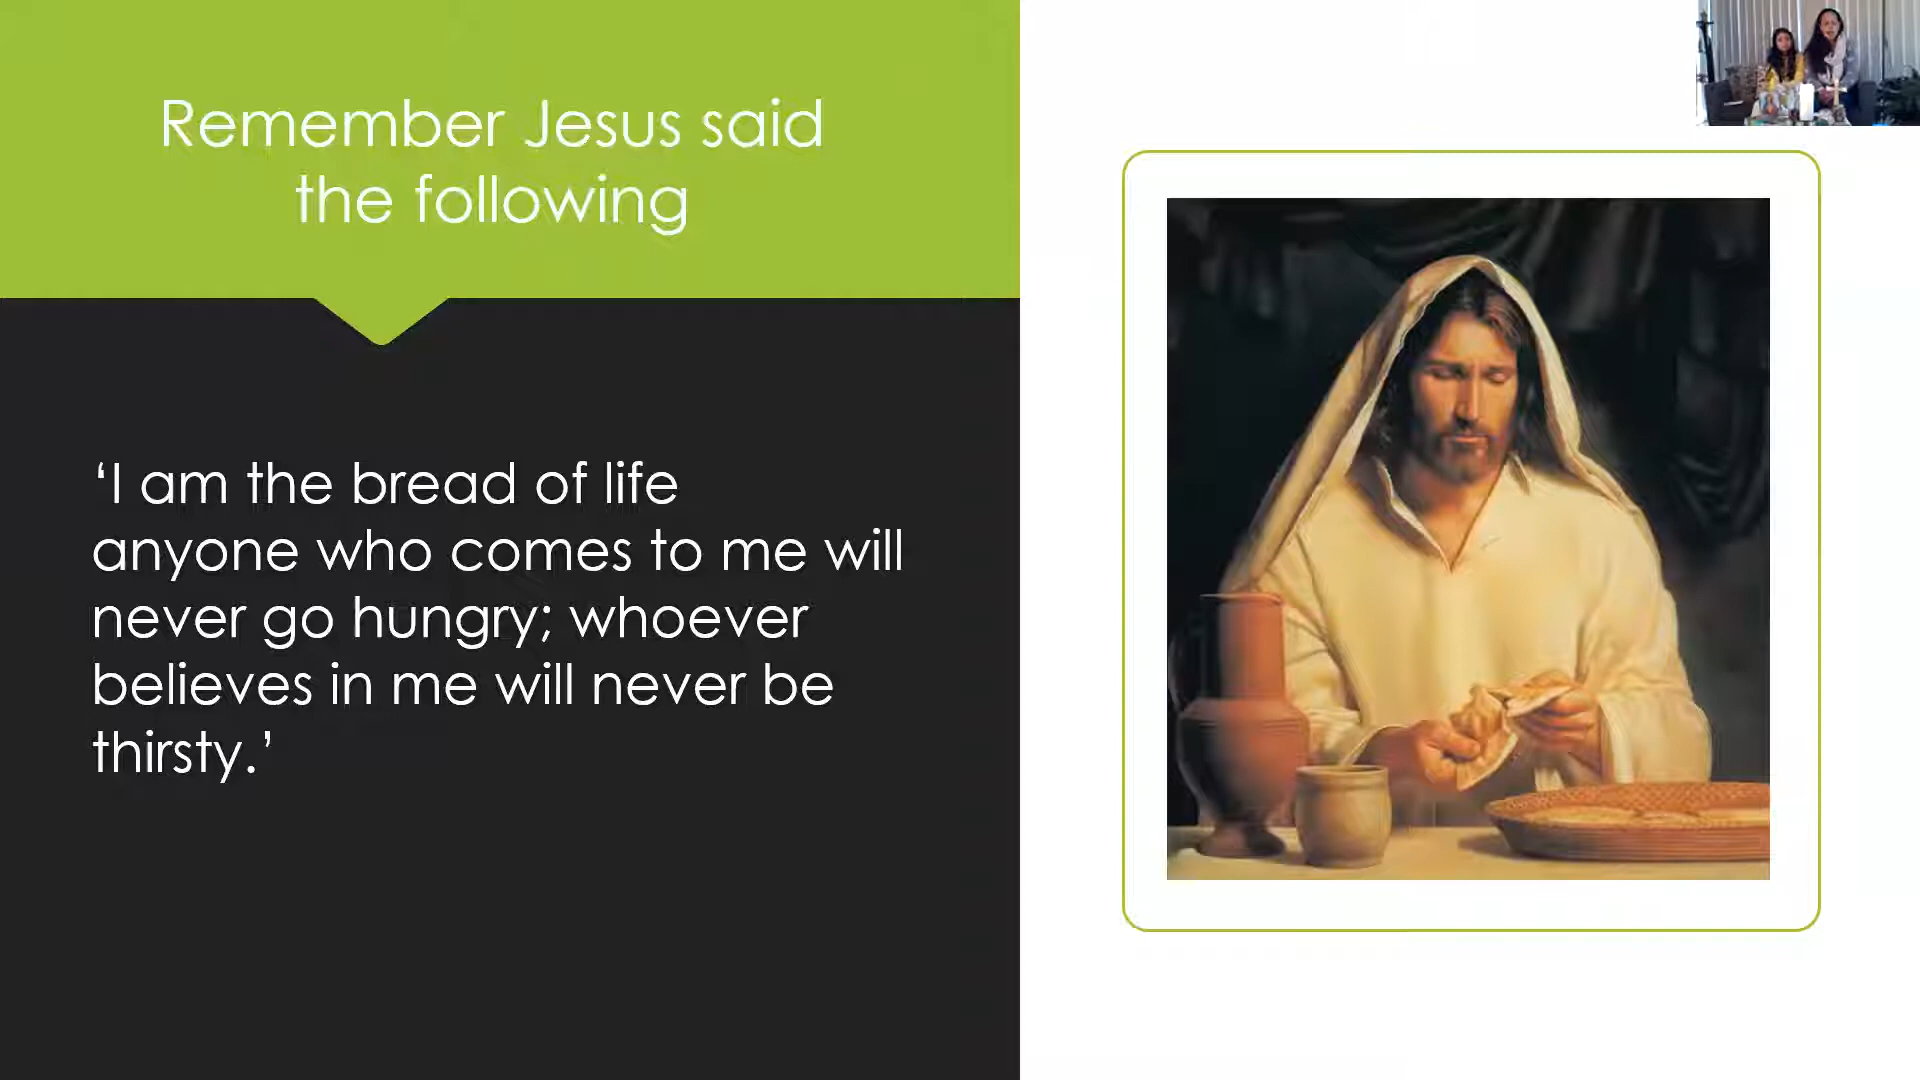 Remember Jesus said
the following
‘I am the bread of life
anyone who comes to me will
never go hungry; whoever
believes in me will never be
thirsty.’